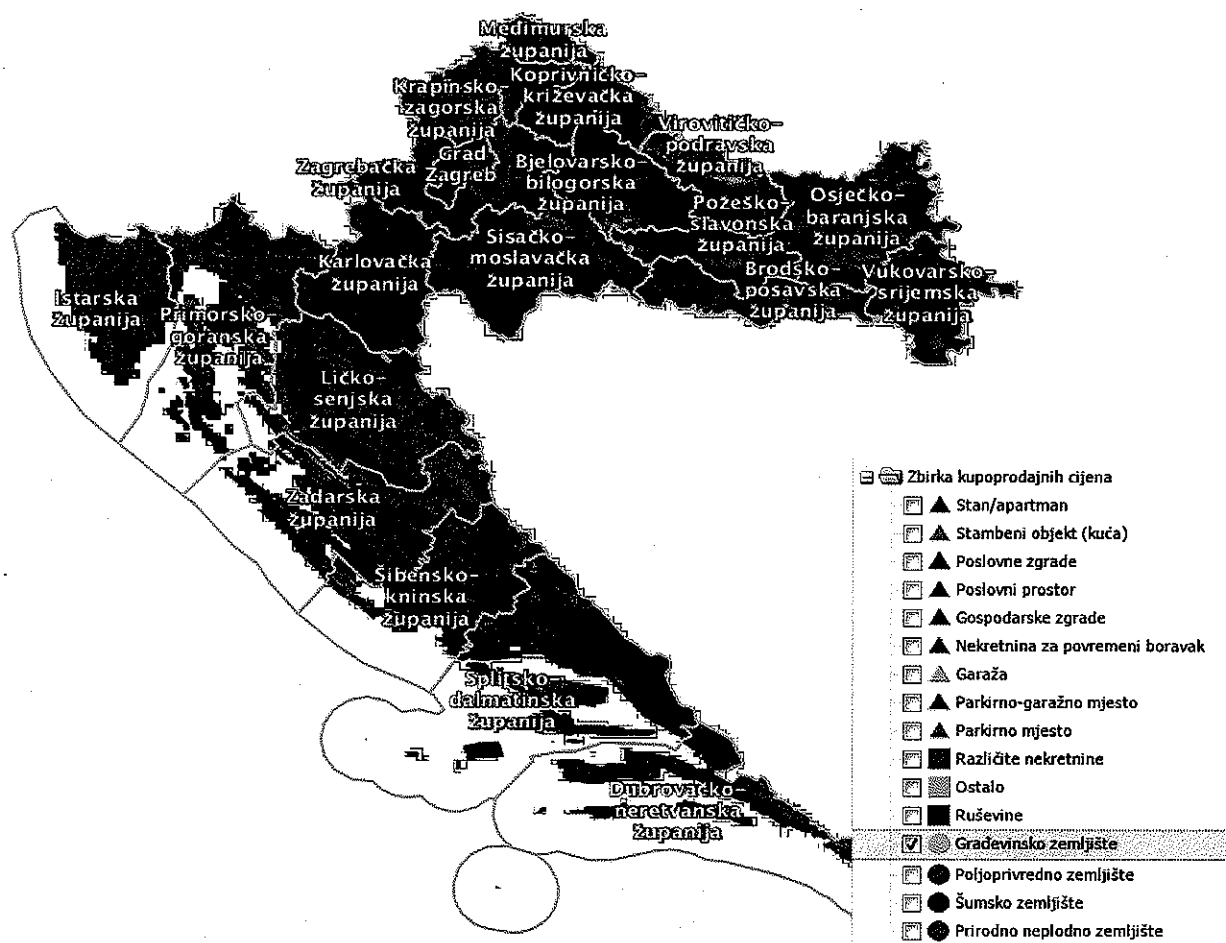 Međimurska
županija
Koprivničko-
križevačka
županija
Krapinsko-
zagorska
županija
Virovitičko-
podravska
županija
Zagrebačka
županija
Grad
Zagreb
Bjelovarsko-
bilogorska
županija
Osječko-
baranjska
županija
Požeško-
slavonska
županija
Sisačko-
moslavačka
županija
Karlovačka
županija
Brodsko-
posavska
županija
Vukovarsko-
srijemska
županija
Istarska
županija
Primorsko-
goranska
županija
Ličko-
senjska
županija
Zadarska
županija
Šibensko-
kninska
županija
Splitsko-
dalmatinska
županija
Dubrovačko-
neretvanska
županija
Zbirka kupoprodajnih cijena
Stan/apartman
Stambeni objekt (kuća)
Poslovne zgrade
Poslovni prostor
Gospodarske zgrade
Nekretnina za povremeni boravak
Garaža
Parkirno-garažno mjesto
Parkirno mjesto
Različite nekretnine
Ostalo
Ruševine
Građevinsko zemljište
Poljoprivredno zemljište
Šumsko zemljište
Prirodno neplodno zemljište